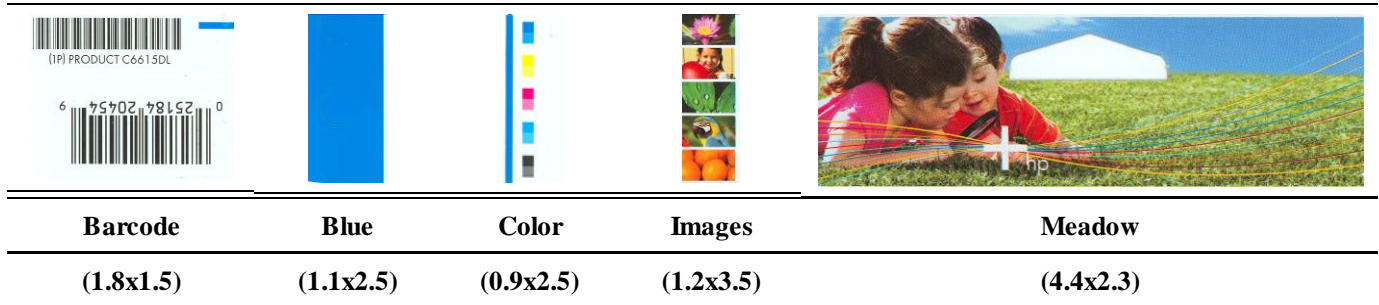 (1P) PRODUCT C6615DL
0 25184 20454 9
hp
Barcode Blue Color Images Meadow
(1.8x1.5) (1.1x2.5) (0.9x2.5) (1.2x3.5) (4.4x2.3)